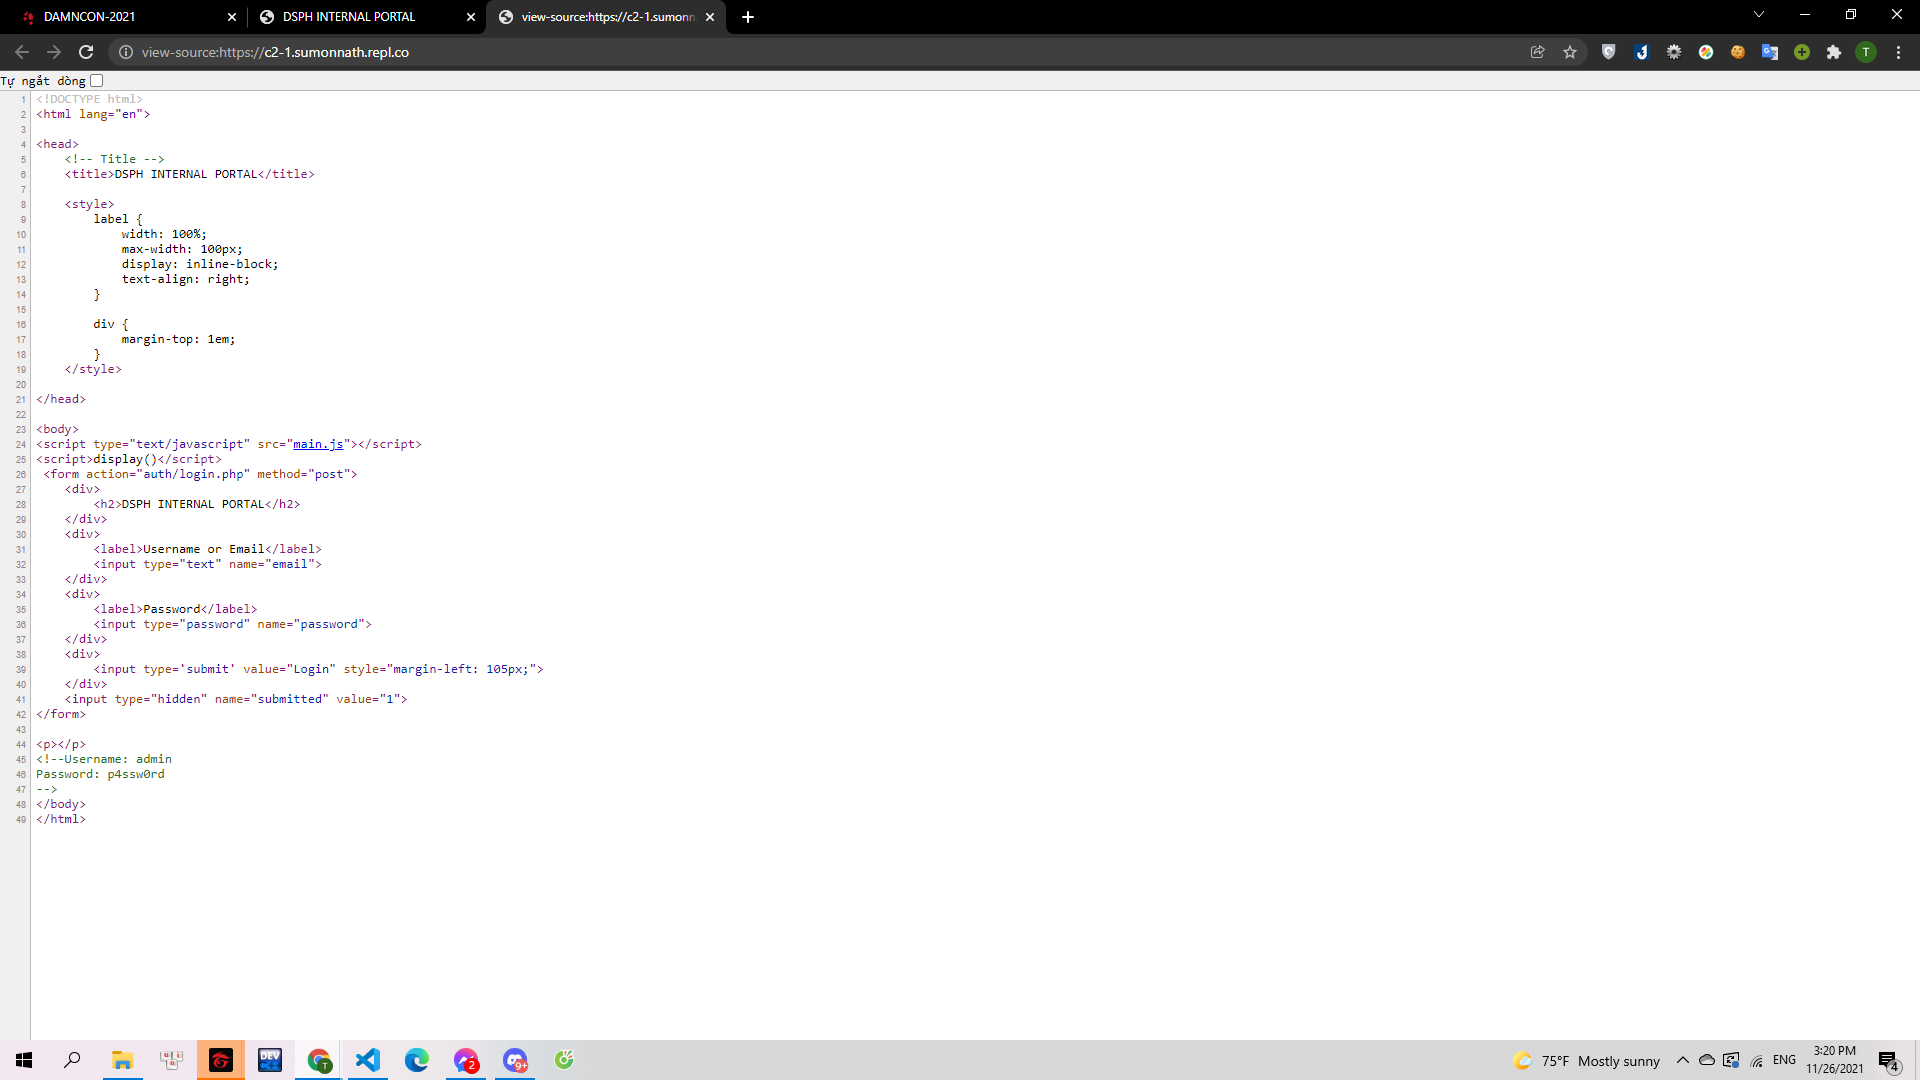 DAMNCON-2021
DSPH INTERNAL PORTAL
view-source:https://c2-1.sumonn
view-source:https://c2-1.sumonnath.repl.co
T
Tự ngắt dòng
1 <!DOCTYPE html>
2 <html lang="en">
3
4 <head>
5 <!-- Title -->
6 <title>DSPH INTERNAL PORTAL</title>
7
8 <style>
9 label {
10 width: 100%;
11 max-width: 100px;
12 display: inline-block;
13 text-align: right;
14 }
15
16 div {
17 margin-top: 1em;
18 }
19 </style>
20
21 </head>
22
23 <body>
24 <script type="text/javascript" src="main.js"></script>
25 <script>display()</script>
26 <form action="auth/login.php" method="post">
27 <div>
28 <h2>DSPH INTERNAL PORTAL</h2>
29 </div>
30 <div>
31 <label>Username or Email</label>
32 <input type="text" name="email">
33 </div>
34 <div>
35 <label>Password</label>
36 <input type="password" name="password">
37 </div>
38 <div>
39 <input type='submit' value="Login" style="margin-left: 105px;">
40 </div>
41 <input type="hidden" name="submitted" value="1">
42 </form>
43
44 <p></p>
45 <!--Username: admin
46 Password: p4ssw0rd
47 -->
48 </body>
49 </html>
DEV
T
2
9+
75°F Mostly sunny
ENG
3:20 PM
11/26/2021
4